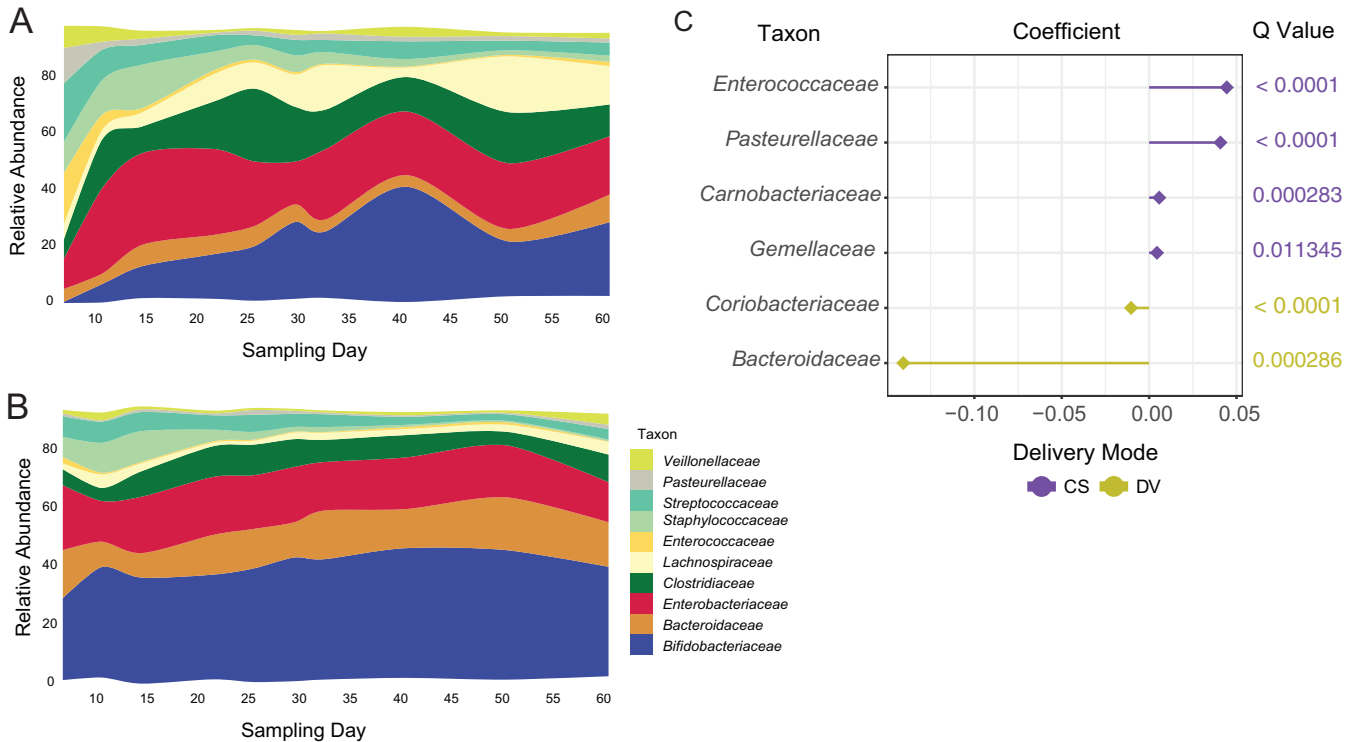 A
Relative Abundance
80
60
40
20
0
10 15 20 25 30 35 40 45 50 55 60
Sampling Day
B
Relative Abundance
80
60
40
20
0
10 15 20 25 30 35 40 45 50 55 60
Sampling Day
Taxon
Veillonellaceae
Pasteurellaceae
Streptococcaceae
Staphylococcaceae
Enterococcaceae
Lachnospiraceae
Clostridiaceae
Enterobacteriaceae
Bacteroidaceae
Bifidobacteriaceae
C
Taxon Coefficient Q Value
Enterococcaceae < 0.0001
Pasteurellaceae < 0.0001
Carnobacteriaceae 0.000283
Gemellaceae 0.011345
Coriobacteriaceae < 0.0001
Bacteroidaceae 0.000286
−0.10 −0.05 0.00 0.05
Delivery Mode
CS DV